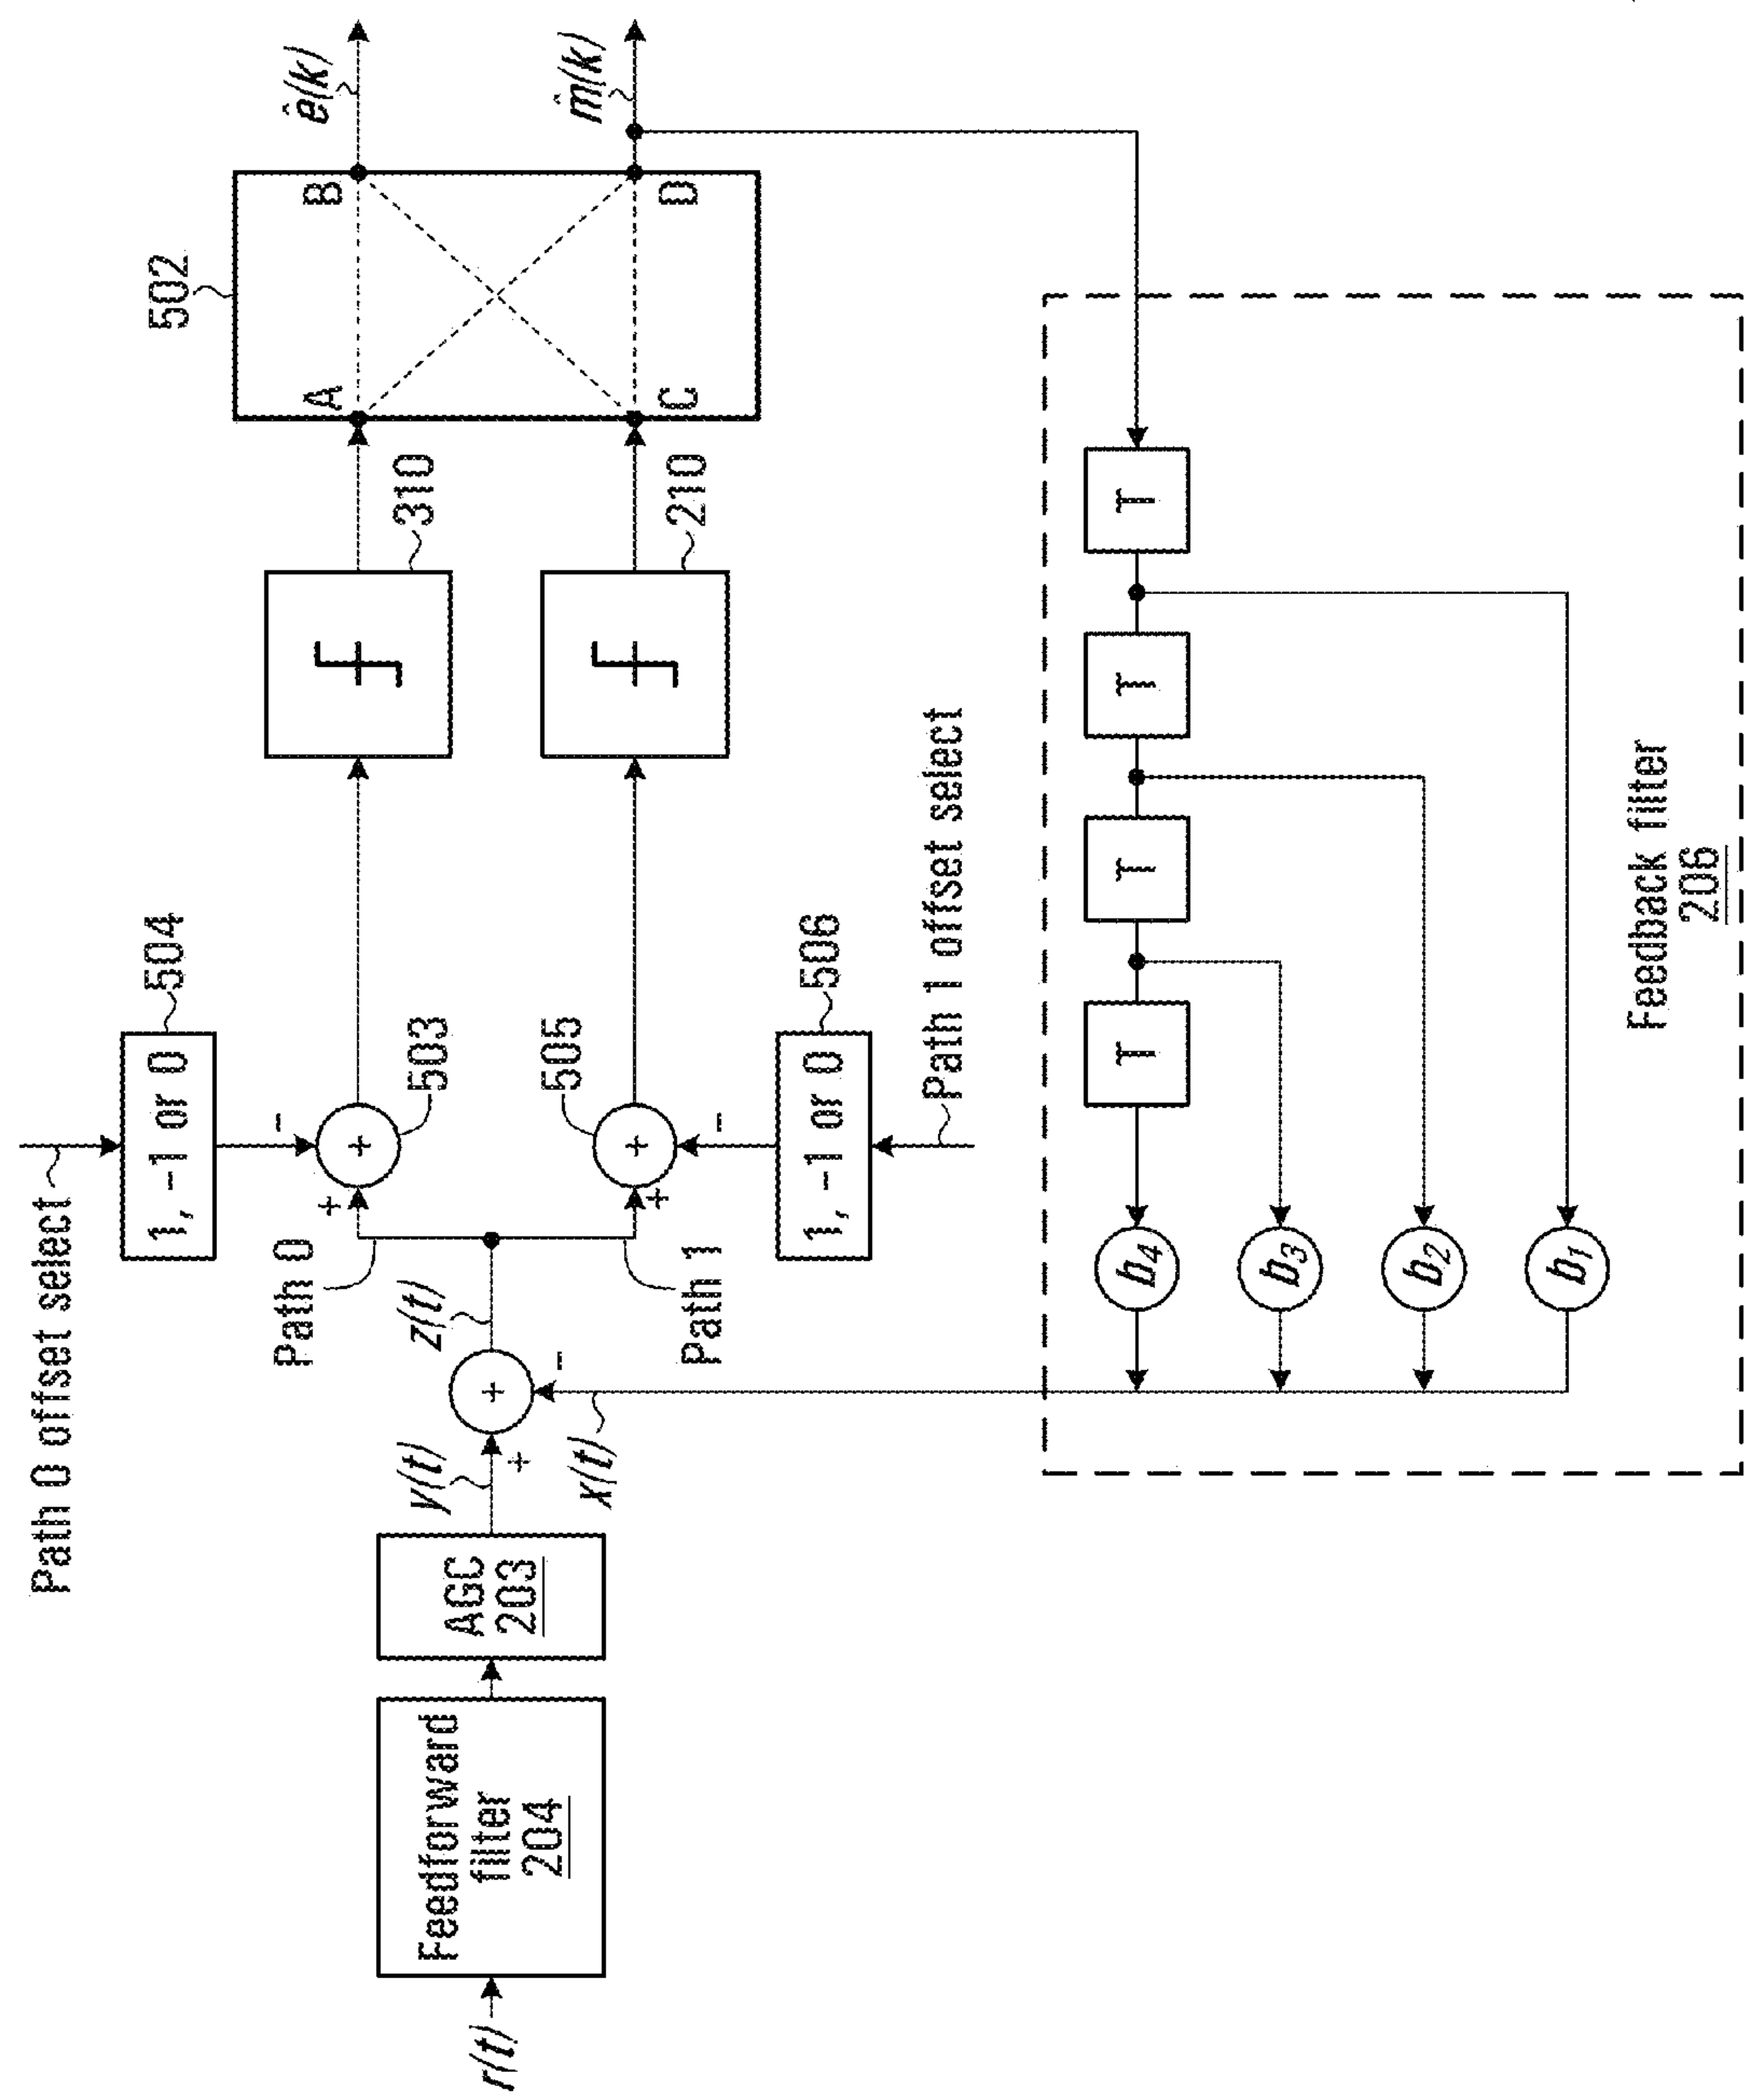 Path 0 offset select
1, -1 or 0
504
Path 0
+
-
+
503
310
502
A
B
ê(k)
r(t)
Feedforward
filter
204
AGC
203
y(t)
+
+
-
z(t)
x(t)
Path 1
+
-
+
505
210
C
D
m̂(k)
1, -1 or 0
506
Path 1 offset select
b4
T
T
T
T
b3
b2
b1
Feedback filter
206